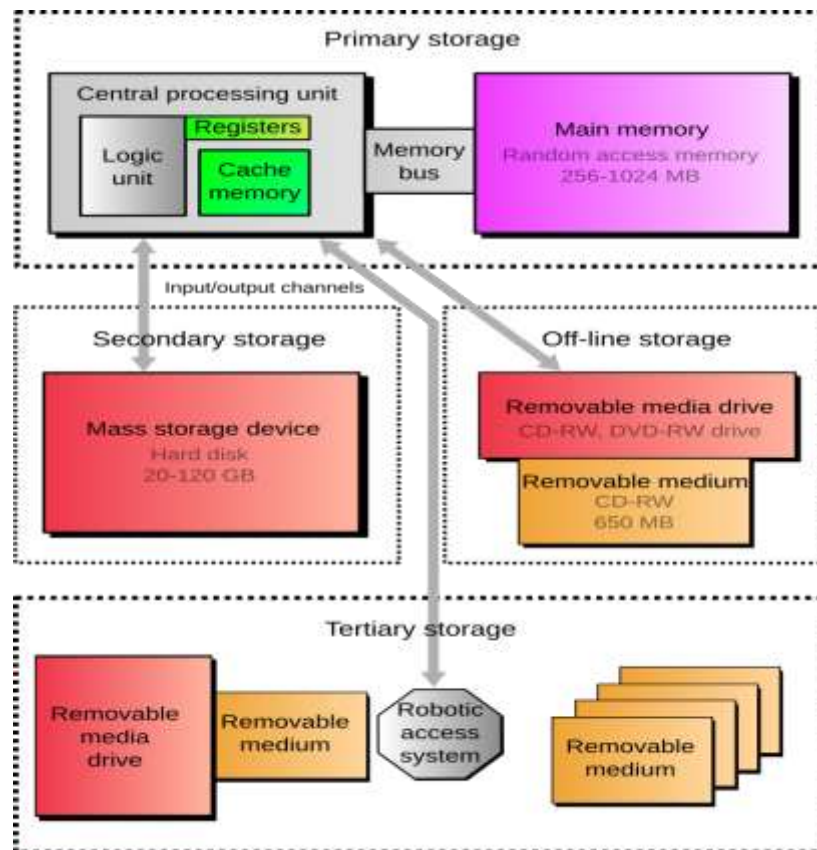 Primary storage
Central processing unit
Logic
unit
Registers
Cache
memory
Memory
bus
Main memory
Random access memory
256-1024 MB
Input/output channels
Secondary storage
Mass storage device
Hard disk
20-120 GB
Off-line storage
Removable media drive
CD-RW, DVD-RW drive
Removable medium
CD-RW
650 MB
Tertiary storage
Removable
media
drive
Removable
medium
Robotic
access
system
Removable
medium